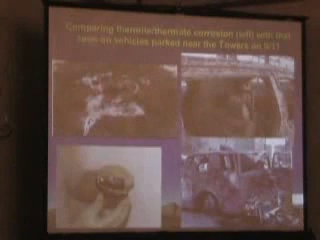 Comparing thermite/thermate corrosion (left) with that
seen on vehicles parked near the Towers on 9/11